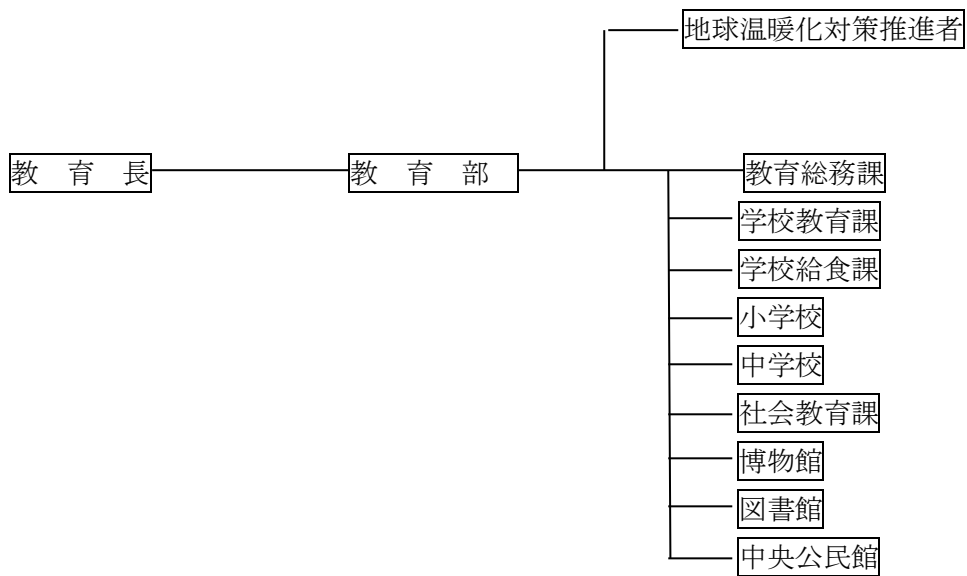 地球温暖化対策推進者
教　育　長
教　育　部
教育総務課
学校教育課
学校給食課
小学校
中学校
社会教育課
博物館
図書館
中央公民館